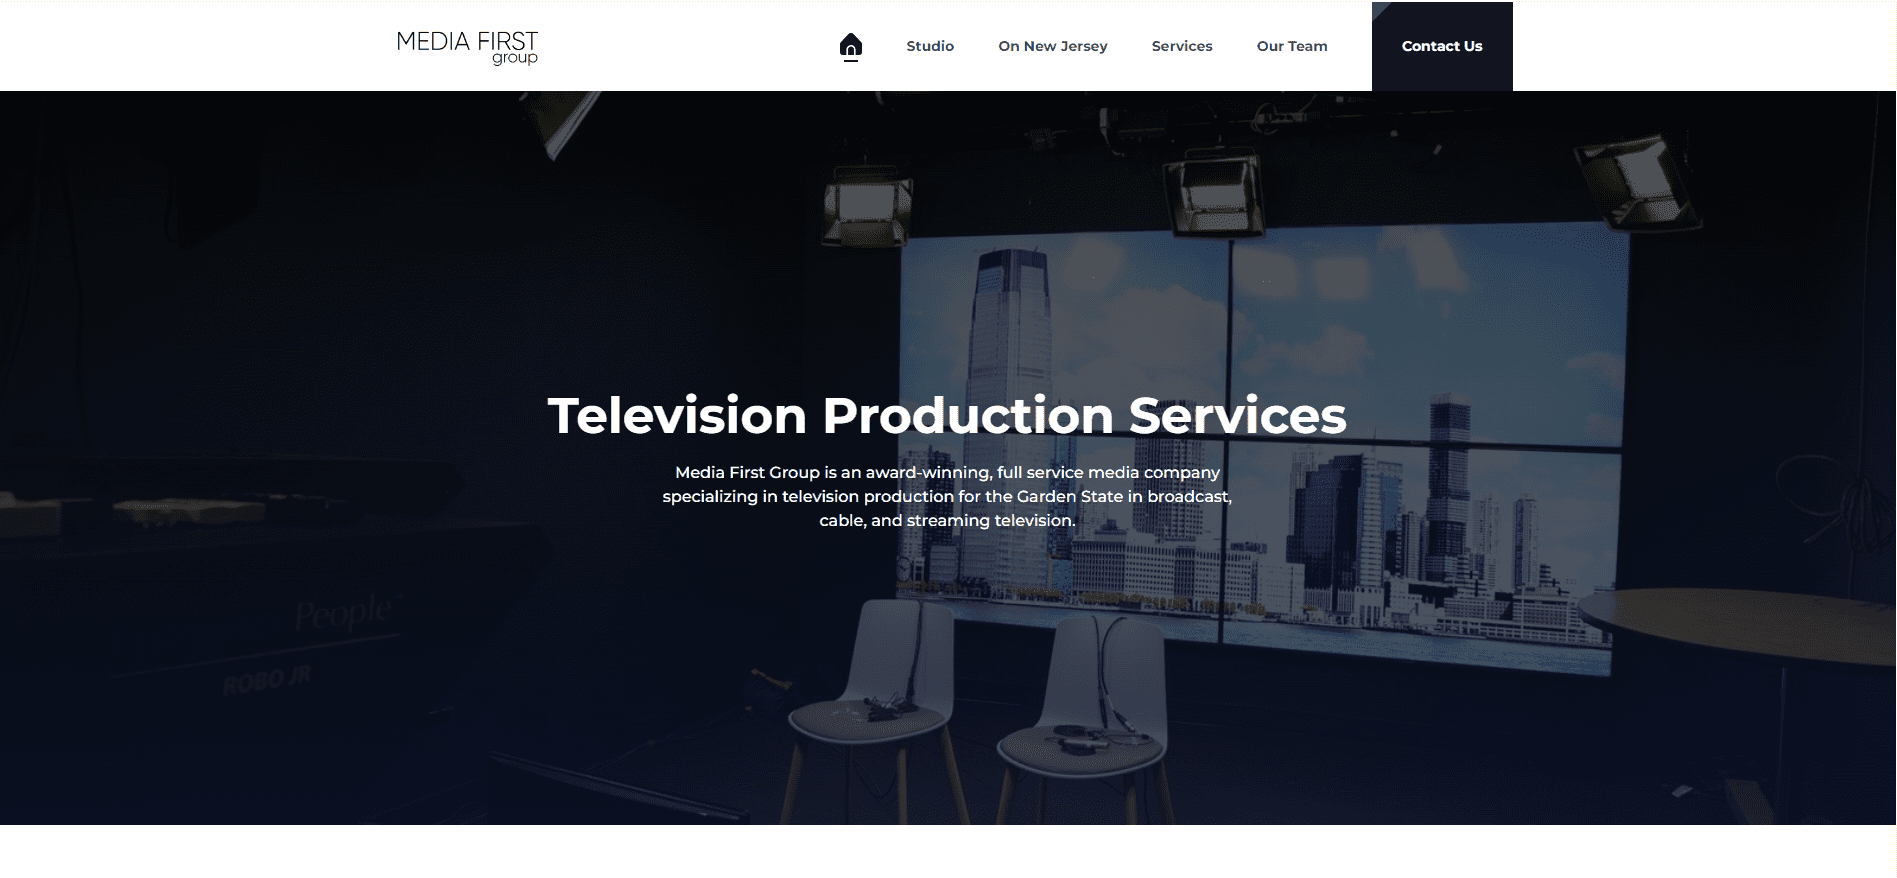 MEDIA FIRST
group
Studio
On New Jersey
Services
Our Team
Contact Us
Television Production Services
Media First Group is an award-winning, full service media company
specializing in television production for the Garden State in broadcast,
cable, and streaming television.
People
ROBO JR